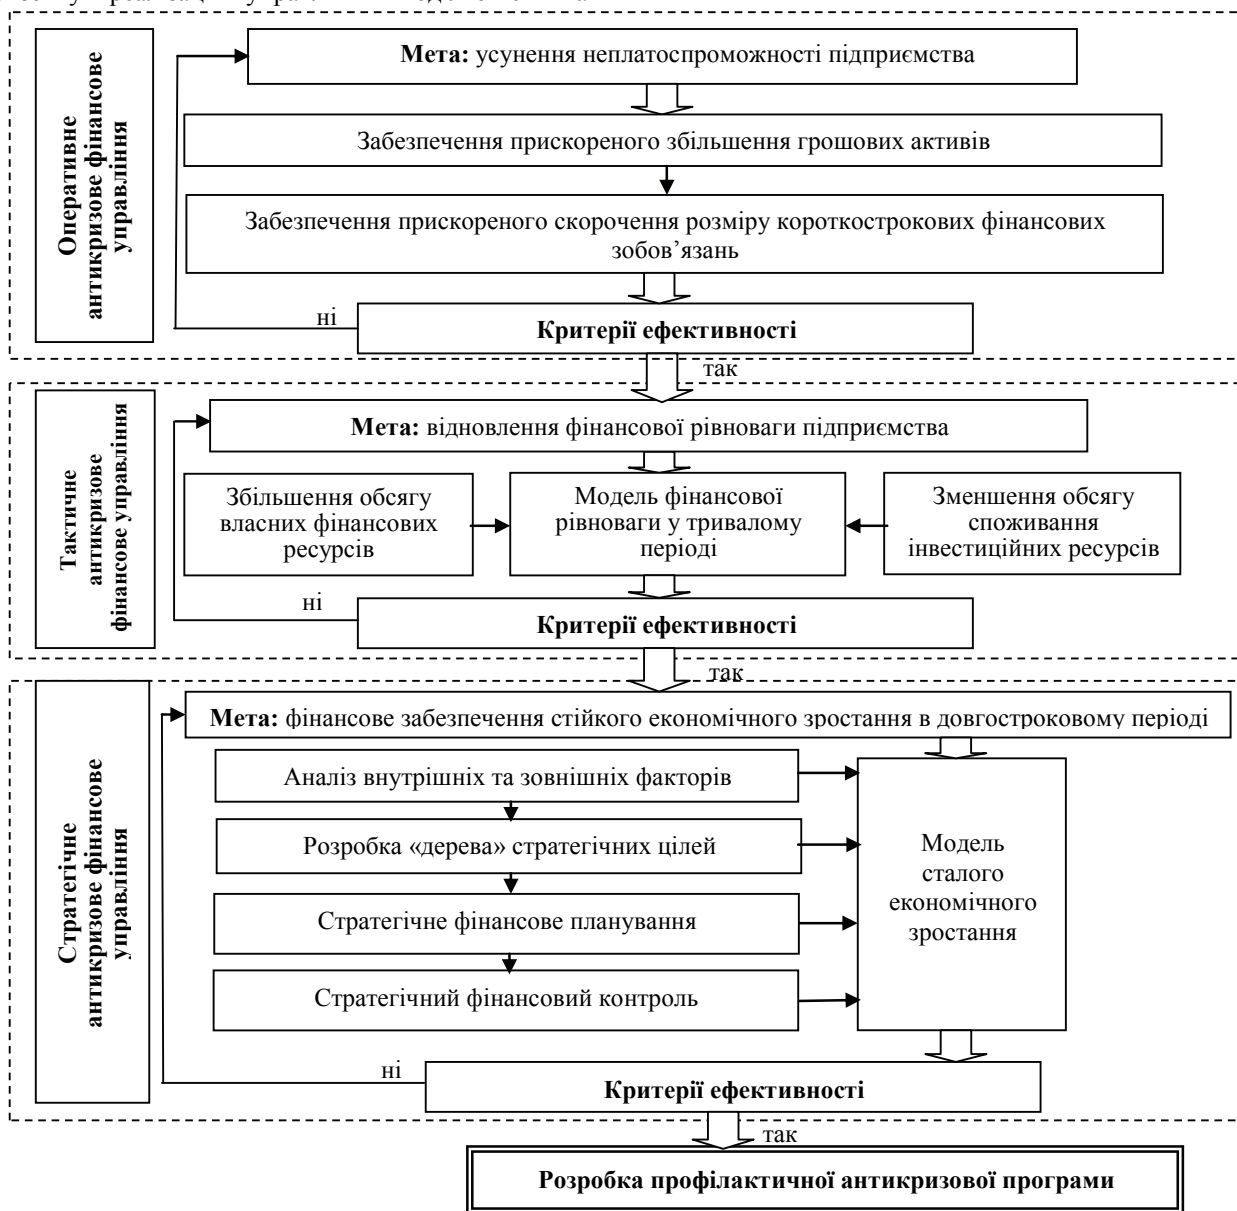 Оперативне
антикризове фінансове
управління
Мета: усунення неплатоспроможності підприємства
Забезпечення прискореного збільшення грошових активів
Забезпечення прискореного скорочення розміру короткострокових фінансових
зобов’язань
ні
Критерії ефективності
так
Тактичне
антикризове
фінансове управління
Мета: відновлення фінансової рівноваги підприємства
Збільшення обсягу
власних фінансових
ресурсів
Модель фінансової
рівноваги у тривалому
періоді
Зменшення обсягу
споживання
інвестиційних ресурсів
ні
Критерії ефективності
так
Стратегічне
антикризове фінансове
управління
Мета: фінансове забезпечення стійкого економічного зростання в довгостроковому періоді
Аналіз внутрішніх та зовнішніх факторів
Розробка «дерева» стратегічних цілей
Стратегічне фінансове планування
Стратегічний фінансовий контроль
Модель
сталого
економічного
зростання
ні
Критерії ефективності
так
Розробка профілактичної антикризової програми